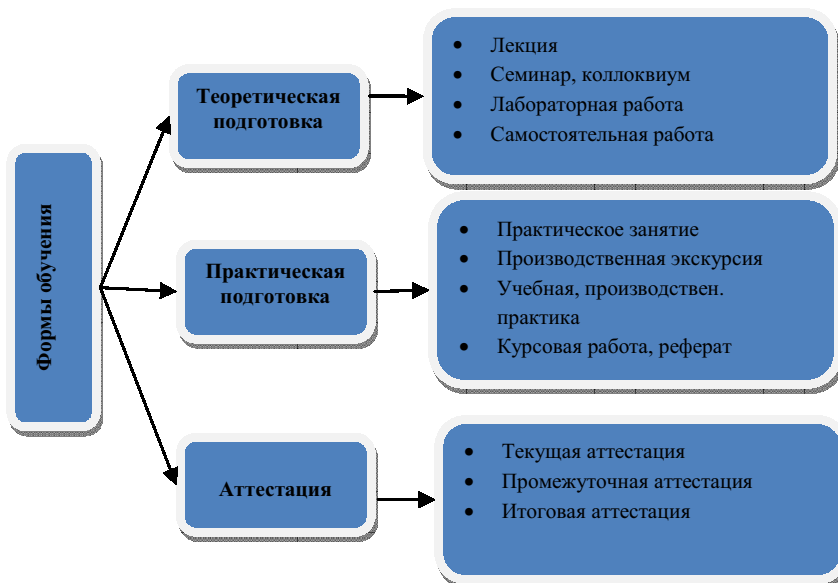 Формы обучения
Теоретическая
подготовка
• Лекция
• Семинар, коллоквиум
• Лабораторная работа
• Самостоятельная работа
Практическая
подготовка
• Практическое занятие
• Производственная экскурсия
• Учебная, производствен.
практика
• Курсовая работа, реферат
Аттестация
• Текущая аттестация
• Промежуточная аттестация
• Итоговая аттестация